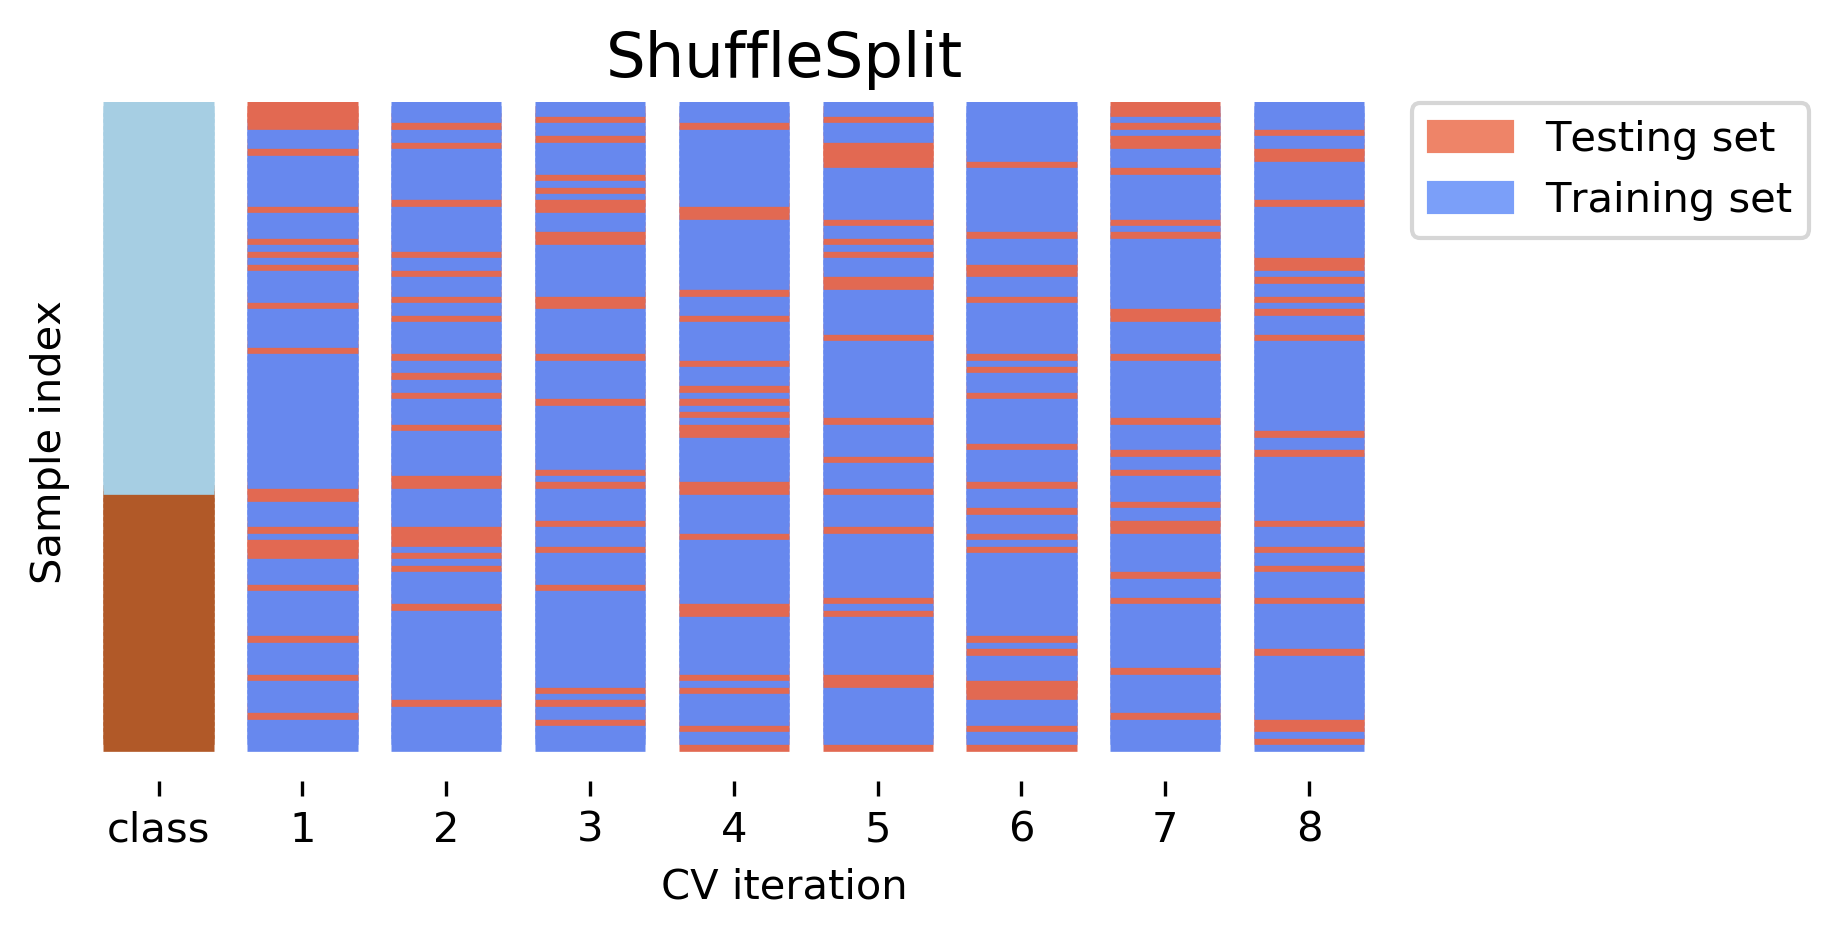 ShuffleSplit
Testing set
Training set
Sample index
class 1 2 3 4 5 6 7 8
CV iteration